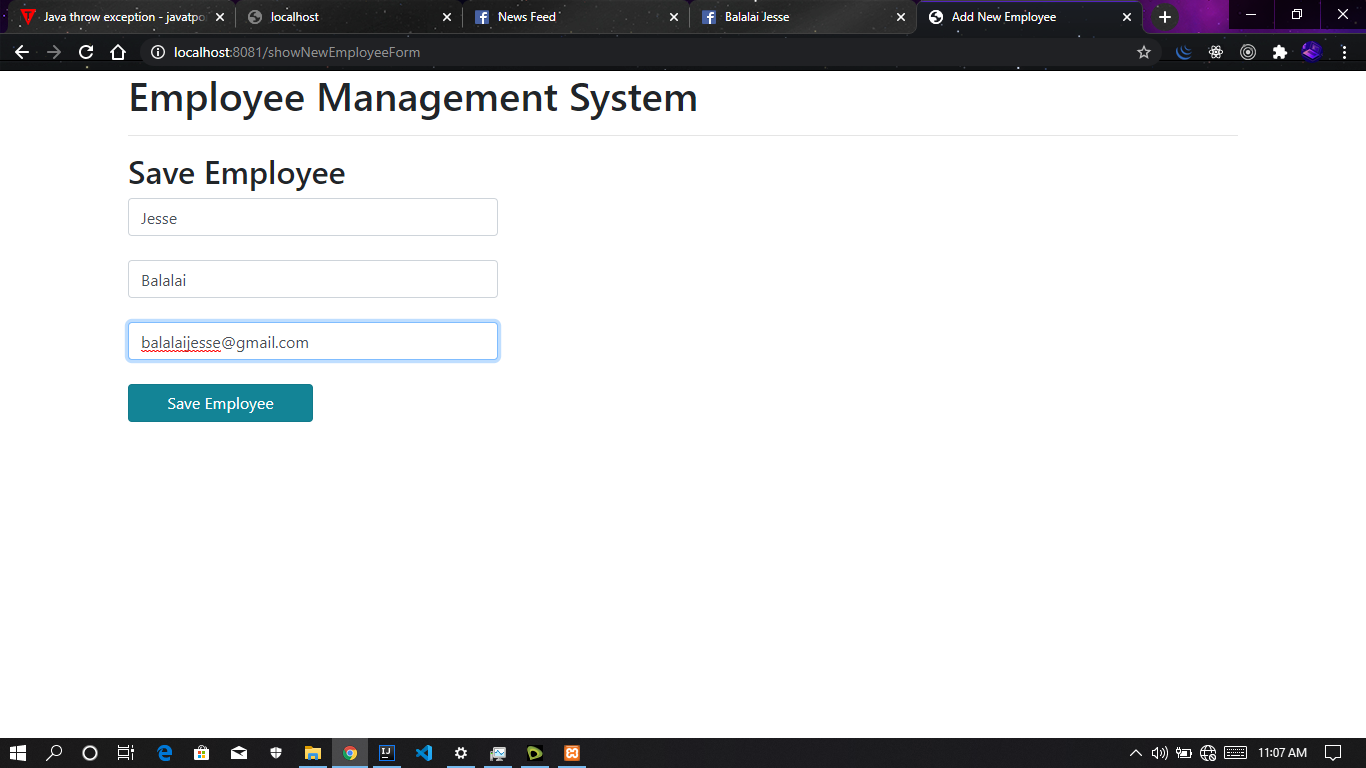 Java throw exception - javatpo
localhost
News Feed
Balalai Jesse
Add New Employee
localhost:8081/showNewEmployeeForm
Employee Management System
Save Employee
Jesse
Balalai
balalaijesse@gmail.com
Save Employee
11:07 AM